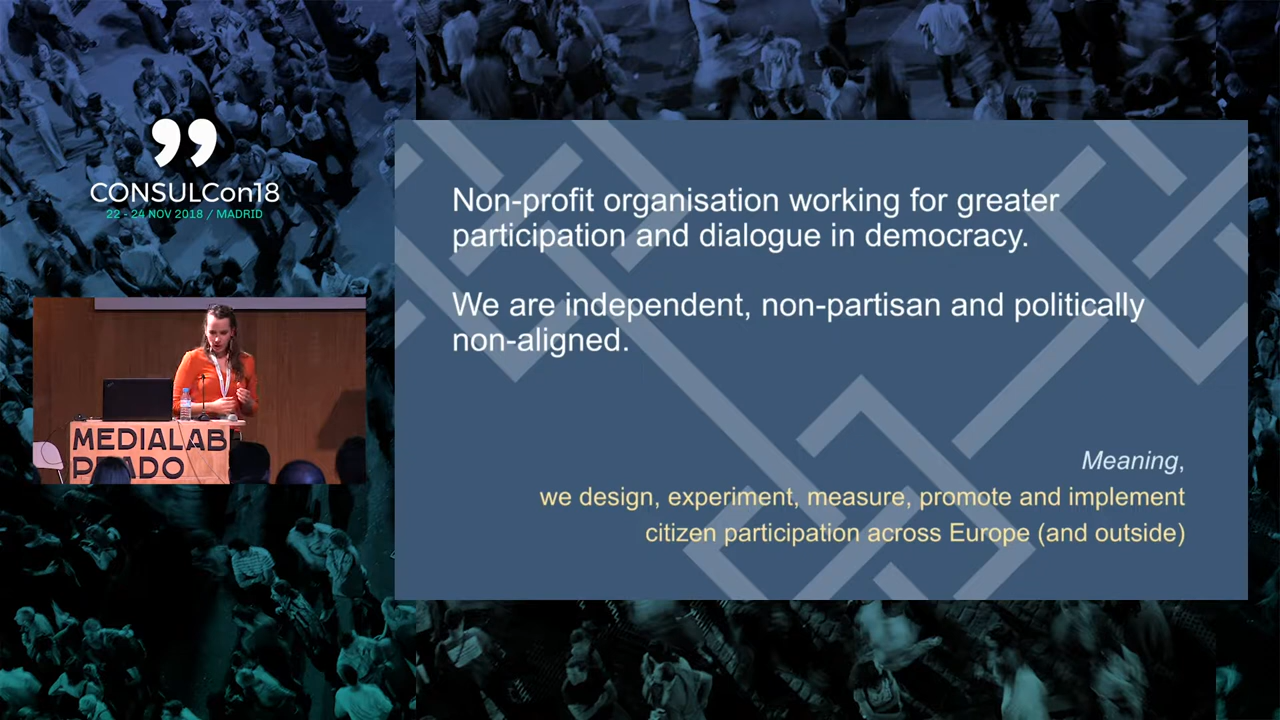 CONSULCon18
22 - 24 NOV 2018 / MADRID
MEDIALAB
PRADO
Non-profit organisation working for greater
participation and dialogue in democracy.
We are independent, non-partisan and politically
non-aligned.
Meaning,
we design, experiment, measure, promote and implement
citizen participation across Europe (and outside)